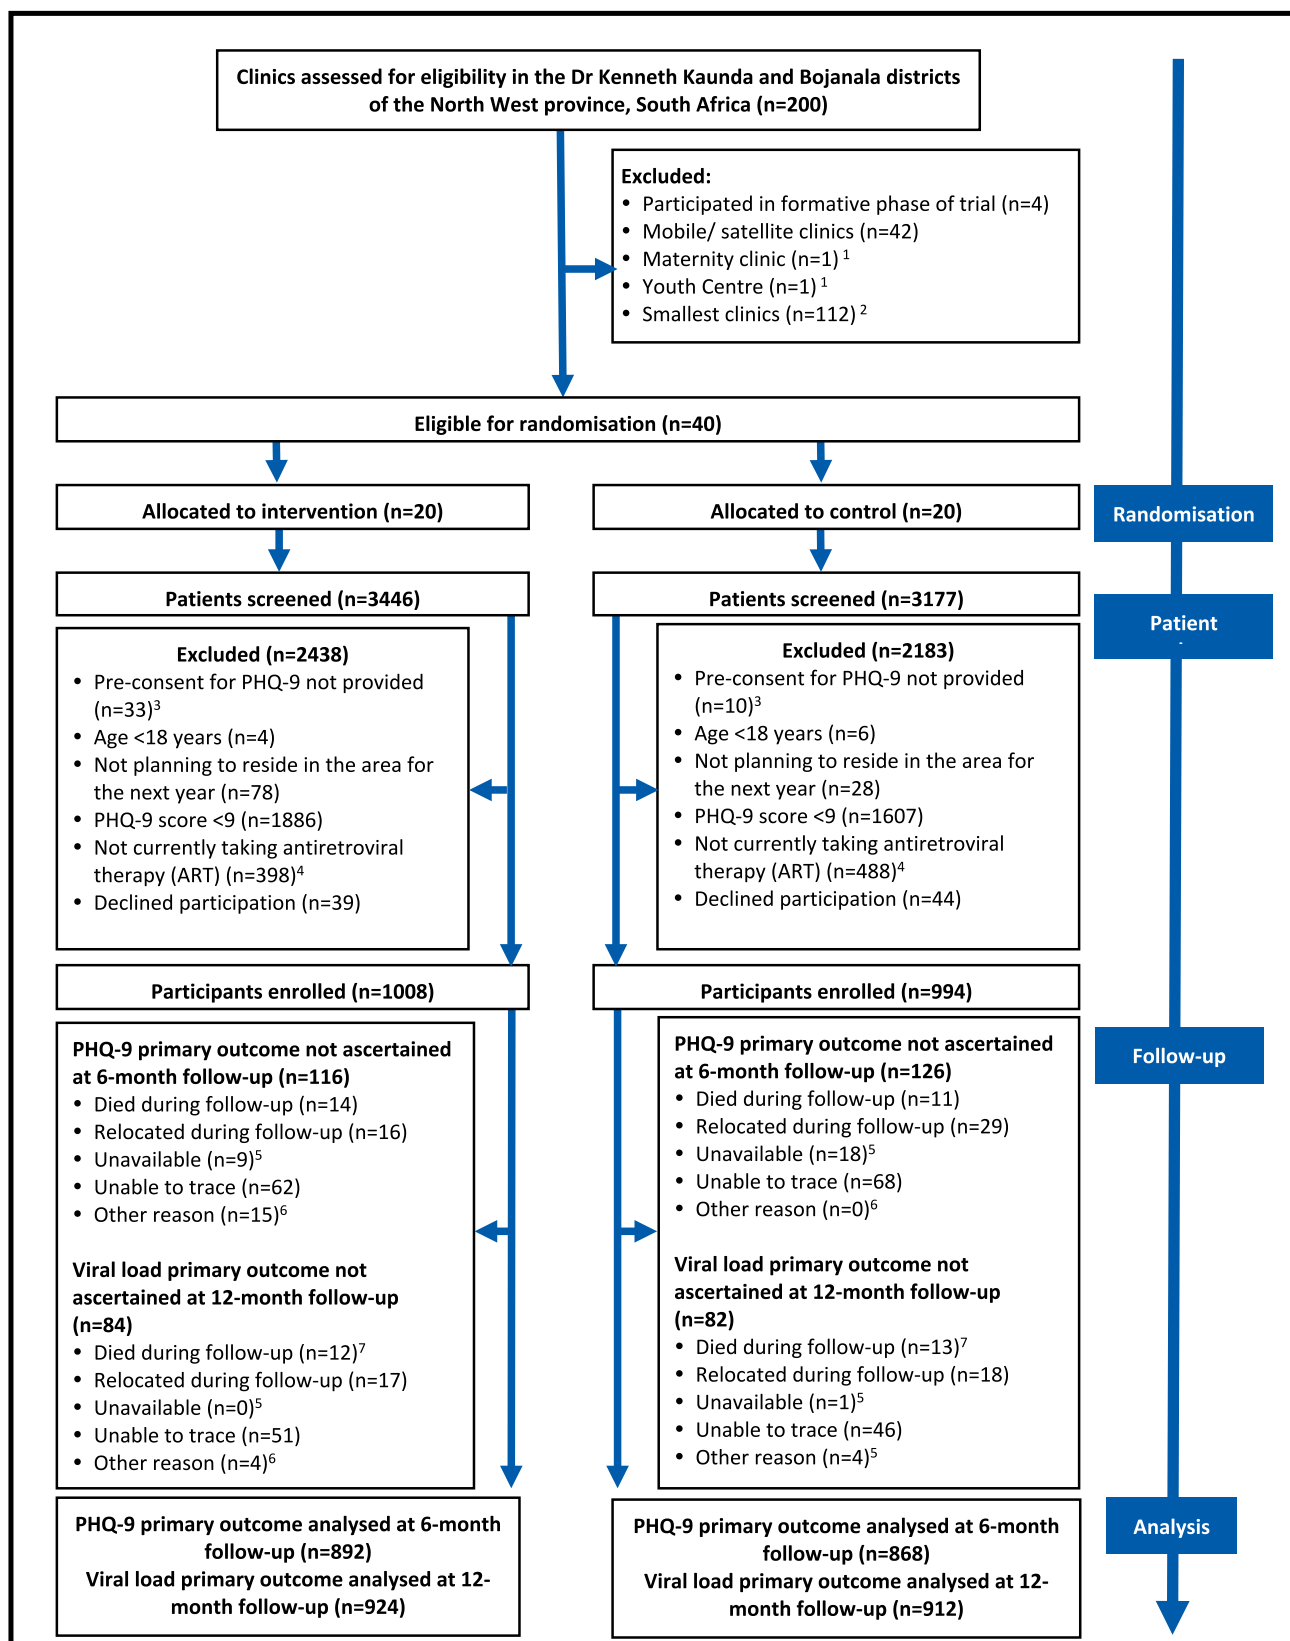 Clinics assessed for eligibility in the Dr Kenneth Kaunda and Bojanala districts
of the North West province, South Africa (n=200)
Excluded:
• Participated in formative phase of trial (n=4)
• Mobile/ satellite clinics (n=42)
• Maternity clinic (n=1) 1
• Youth Centre (n=1) 1
• Smallest clinics (n=112) 2
Eligible for randomisation (n=40)
Allocated to intervention (n=20)
Allocated to control (n=20)
Randomisation
Patients screened (n=3446)
Patients screened (n=3177)
Patient
Excluded (n=2438)
• Pre-consent for PHQ-9 not provided
(n=33)3
• Age <18 years (n=4)
• Not planning to reside in the area for
the next year (n=78)
• PHQ-9 score <9 (n=1886)
• Not currently taking antiretroviral
therapy (ART) (n=398)4
• Declined participation (n=39)
Excluded (n=2183)
• Pre-consent for PHQ-9 not provided
(n=10)3
• Age <18 years (n=6)
• Not planning to reside in the area for
the next year (n=28)
• PHQ-9 score <9 (n=1607)
• Not currently taking antiretroviral
therapy (ART) (n=488)4
• Declined participation (n=44)
Participants enrolled (n=1008)
Participants enrolled (n=994)
Follow-up
PHQ-9 primary outcome not ascertained
at 6-month follow-up (n=116)
• Died during follow-up (n=14)
• Relocated during follow-up (n=16)
• Unavailable (n=9)5
• Unable to trace (n=62)
• Other reason (n=15)6
Viral load primary outcome not
ascertained at 12-month follow-up
(n=84)
• Died during follow-up (n=12)7
• Relocated during follow-up (n=17)
• Unavailable (n=0)5
• Unable to trace (n=51)
• Other reason (n=4)6
PHQ-9 primary outcome not ascertained
at 6-month follow-up (n=126)
• Died during follow-up (n=11)
• Relocated during follow-up (n=29)
• Unavailable (n=18)5
• Unable to trace (n=68)
• Other reason (n=0)6
Viral load primary outcome not
ascertained at 12-month follow-up
(n=82)
• Died during follow-up (n=13)7
• Relocated during follow-up (n=18)
• Unavailable (n=1)5
• Unable to trace (n=46)
• Other reason (n=4)5
PHQ-9 primary outcome analysed at 6-month
follow-up (n=892)
Viral load primary outcome analysed at 12-
month follow-up (n=924)
PHQ-9 primary outcome analysed at 6-month
follow-up (n=868)
Viral load primary outcome analysed at 12-
month follow-up (n=912)
Analysis